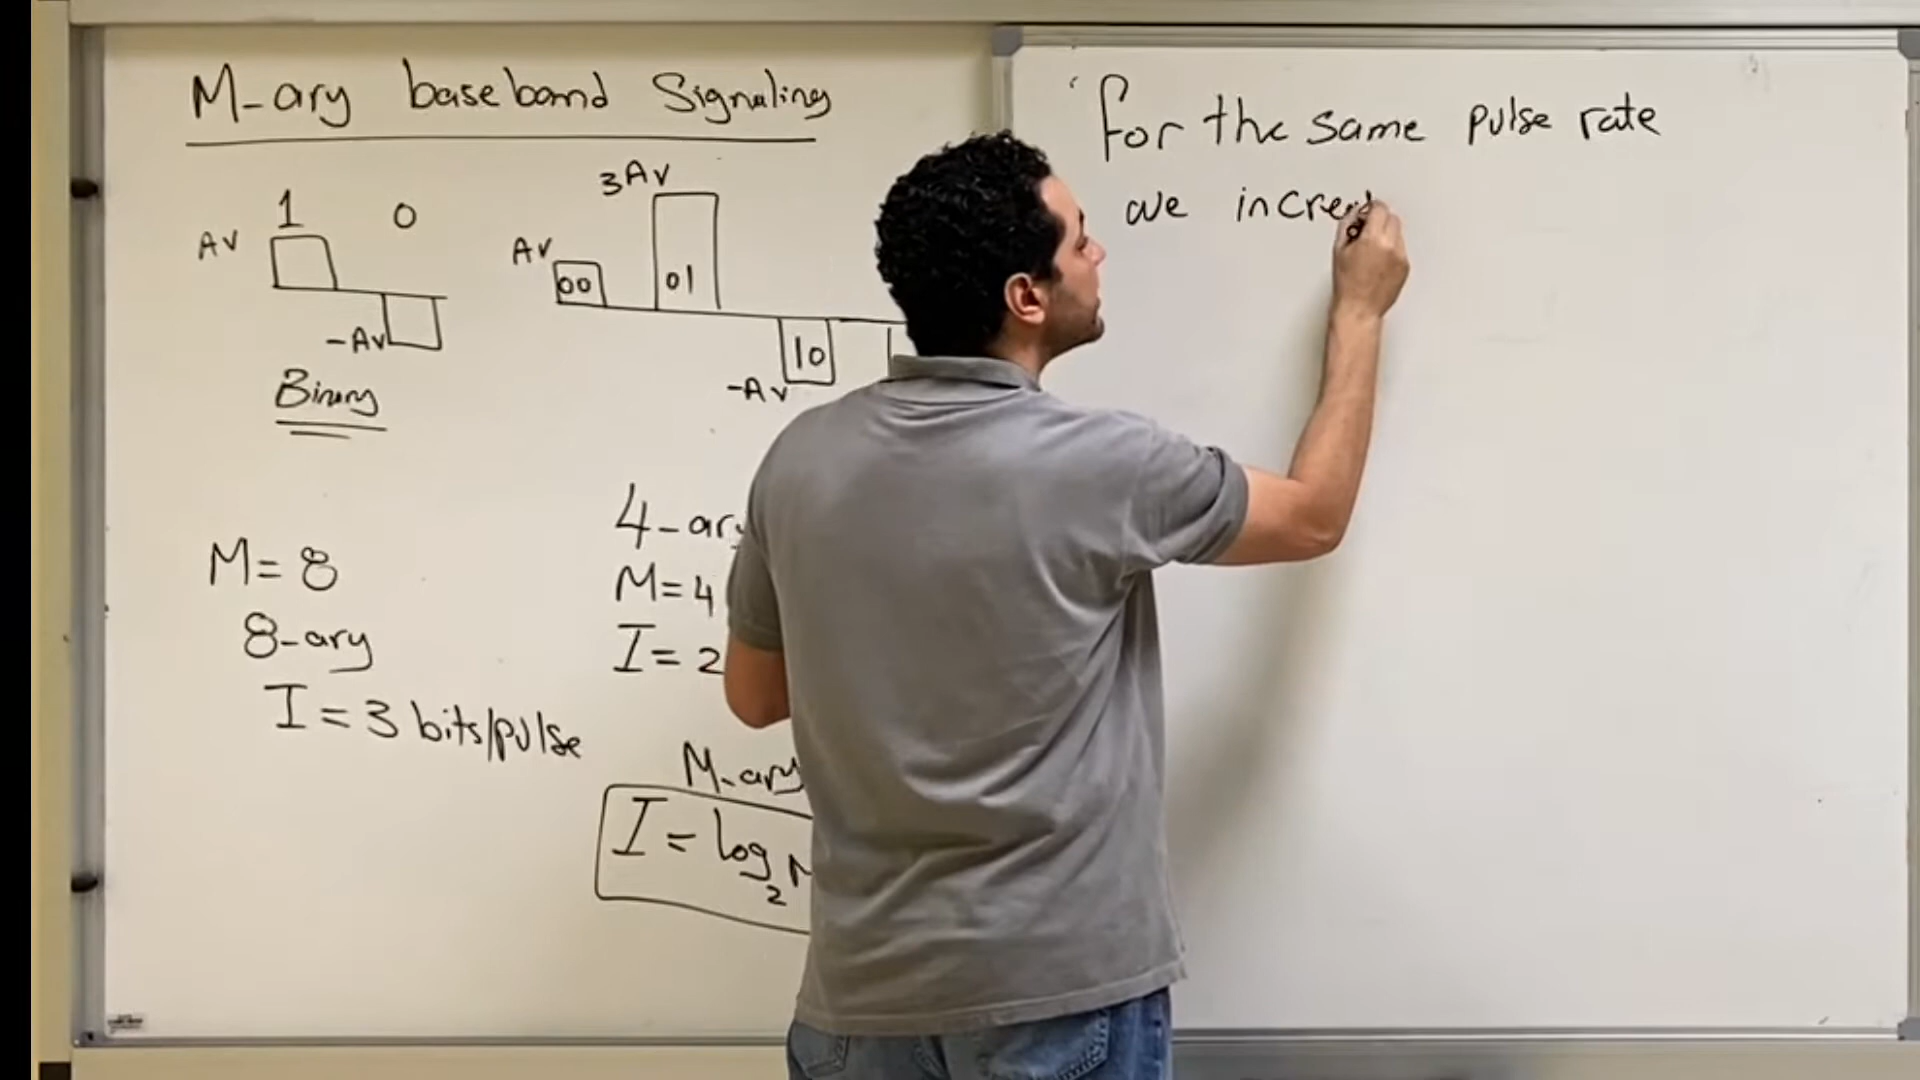 M-ary baseband Signaling
1 0
AV
-AV
Binary
3AV
AV
00 01
10
-AV
M=8
8-ary
I=3 bits/pulse
4-ary
M=4
I=2
M-ary
I=log2
For the same pulse rate
we increa